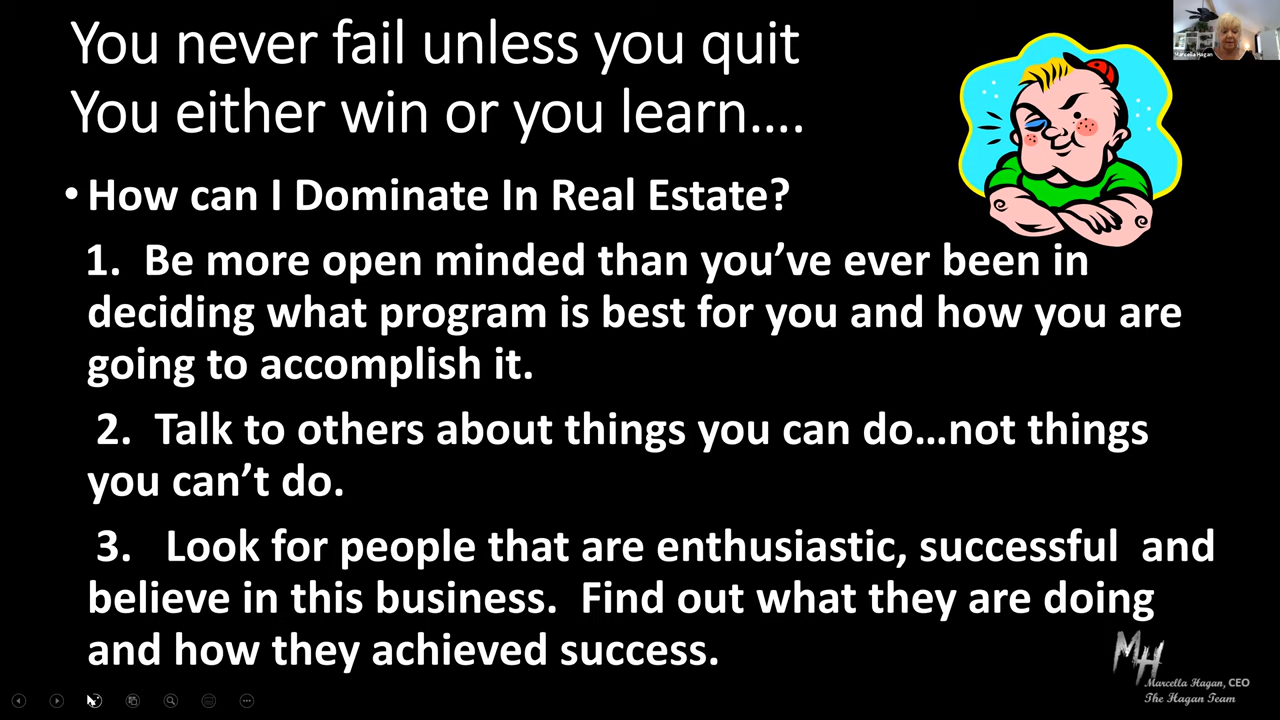 You never fail unless you quit
You either win or you learn....
Marcella Hagan
• How can I Dominate In Real Estate?
1. Be more open minded than you’ve ever been in
deciding what program is best for you and how you are
going to accomplish it.
2. Talk to others about things you can do...not things
you can’t do.
3. Look for people that are enthusiastic, successful and
believe in this business. Find out what they are doing
and how they achieved success.
MH
Marcella Hagan, CEO
The Hagan Team